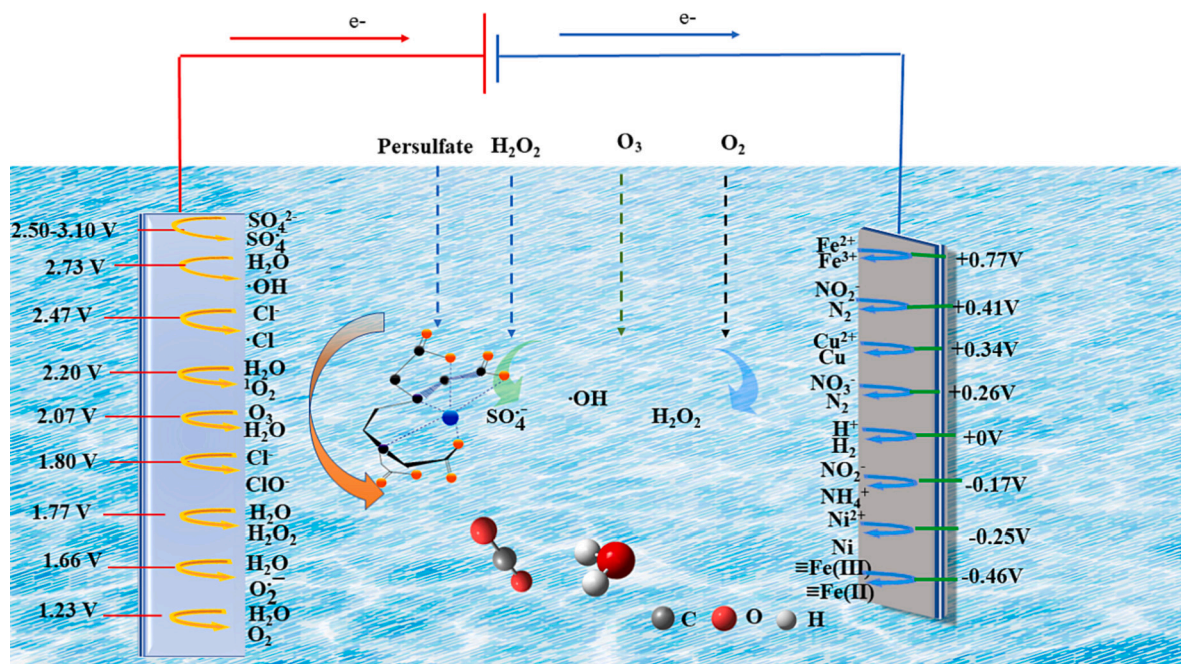 e-
e-
Persulfate
H₂O₂
O₃
O₂
2.50-3.10 V
SO₄²⁻
SO₄·⁻
2.73 V
H₂O
·OH
2.47 V
Cl⁻
·Cl
2.20 V
H₂O
¹O₂
2.07 V
O₃
H₂O
1.80 V
Cl⁻
ClO⁻
1.77 V
H₂O
H₂O₂
1.66 V
H₂O
O₂·⁻
1.23 V
H₂O
O₂
SO₄·⁻
·OH
H₂O₂
C
O
H
Fe²⁺
Fe³⁺
+0.77V
NO₂⁻
N₂
+0.41V
Cu²⁺
Cu
+0.34V
NO₃⁻
N₂
+0.26V
H⁺
H₂
+0V
NO₂⁻
NH₄⁺
-0.17V
Ni²⁺
Ni
-0.25V
≡Fe(III)
≡Fe(II)
-0.46V